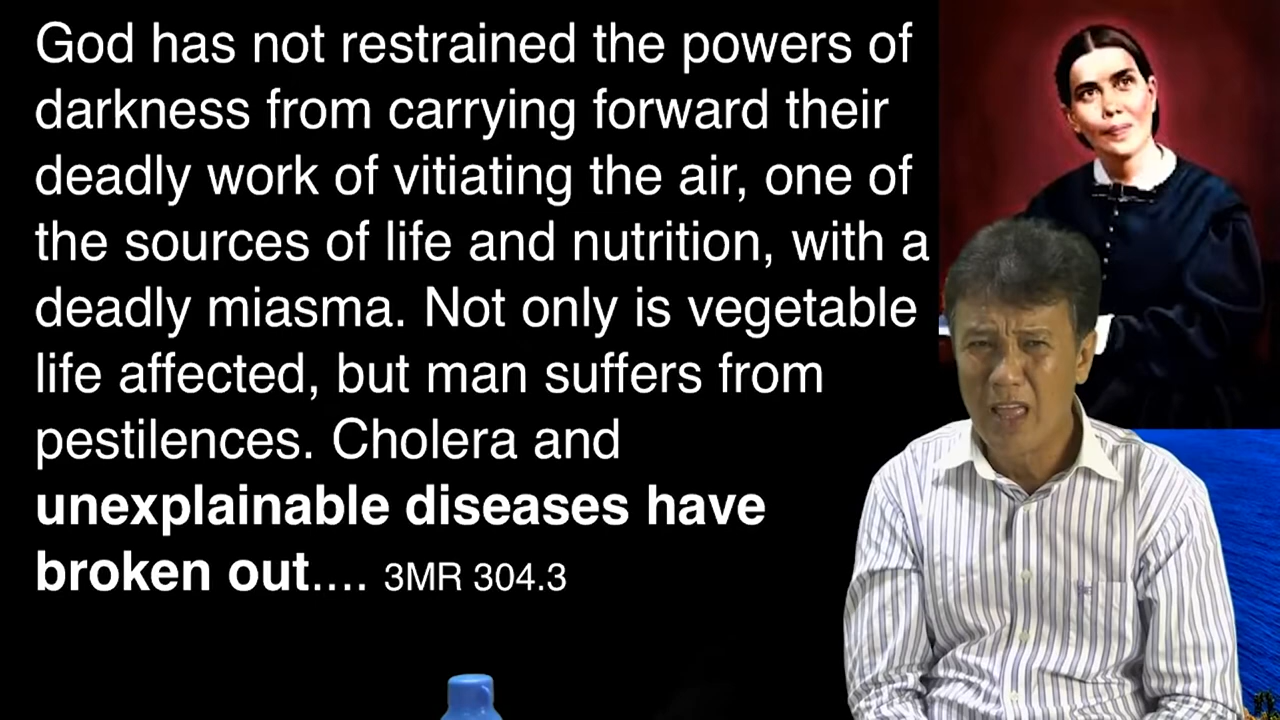 God has not restrained the powers of
darkness from carrying forward their
deadly work of vitiating the air, one of
the sources of life and nutrition, with a
deadly miasma. Not only is vegetable
life affected, but man suffers from
pestilences. Cholera and
unexplainable diseases have
broken out.... 3MR 304.3